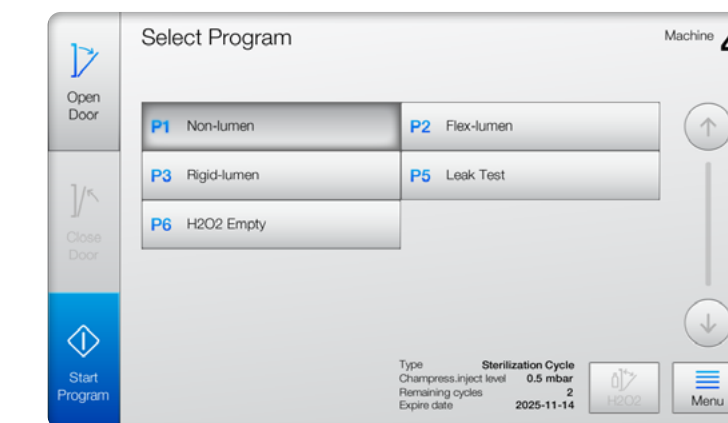 Select Program
Machine
Open
Door
P1 Non-lumen
P2 Flex-lumen
P3 Rigid-lumen
P5 Leak Test
P6 H2O2 Empty
Close
Door
Start
Program
Type Sterilization Cycle
Champress.inject level 0.5 mbar
Remaining cycles 2
Expire date 2025-11-14
H2O2
Menu